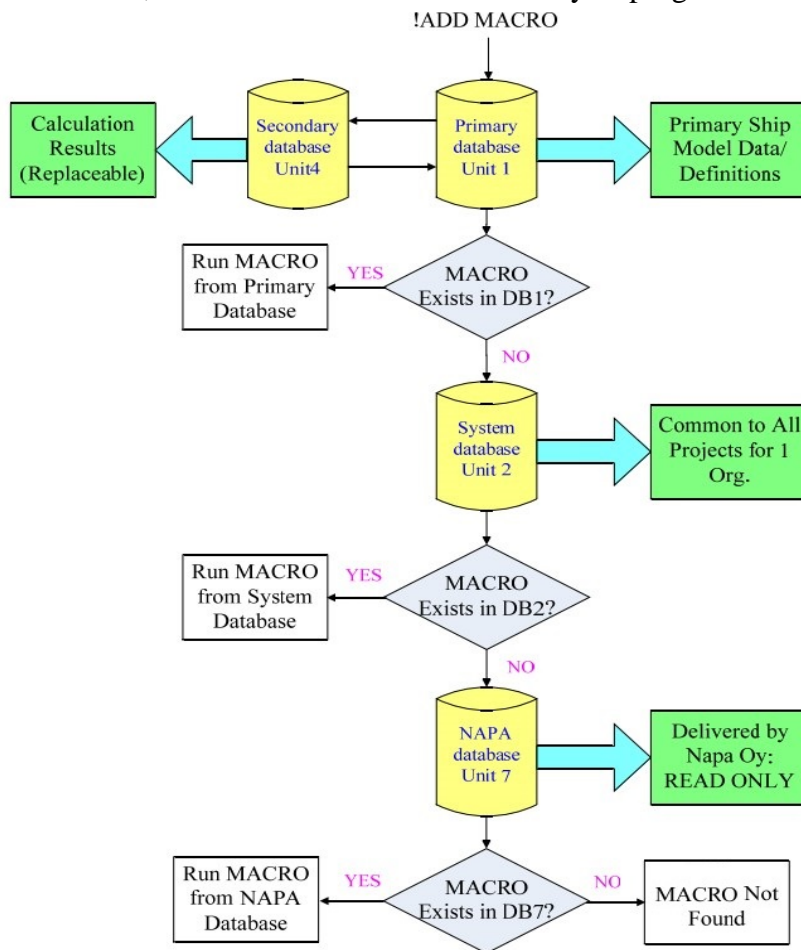 !ADD MACRO
Calculation
Results
(Replaceable)
Secondary
database
Unit4
Primary
database
Unit 1
Primary Ship
Model Data/
Definitions
Run MACRO
from Primary
Database
YES
MACRO
Exists in DB1?
NO
System
database
Unit 2
Common to All
Projects for 1
Org.
Run MACRO
from System
Database
YES
MACRO
Exists in DB2?
NO
NAPA
database
Unit 7
Delivered by
Napa Oy:
READ ONLY
Run MACRO
from NAPA
Database
YES
MACRO
Exists in DB7?
NO
MACRO Not
Found